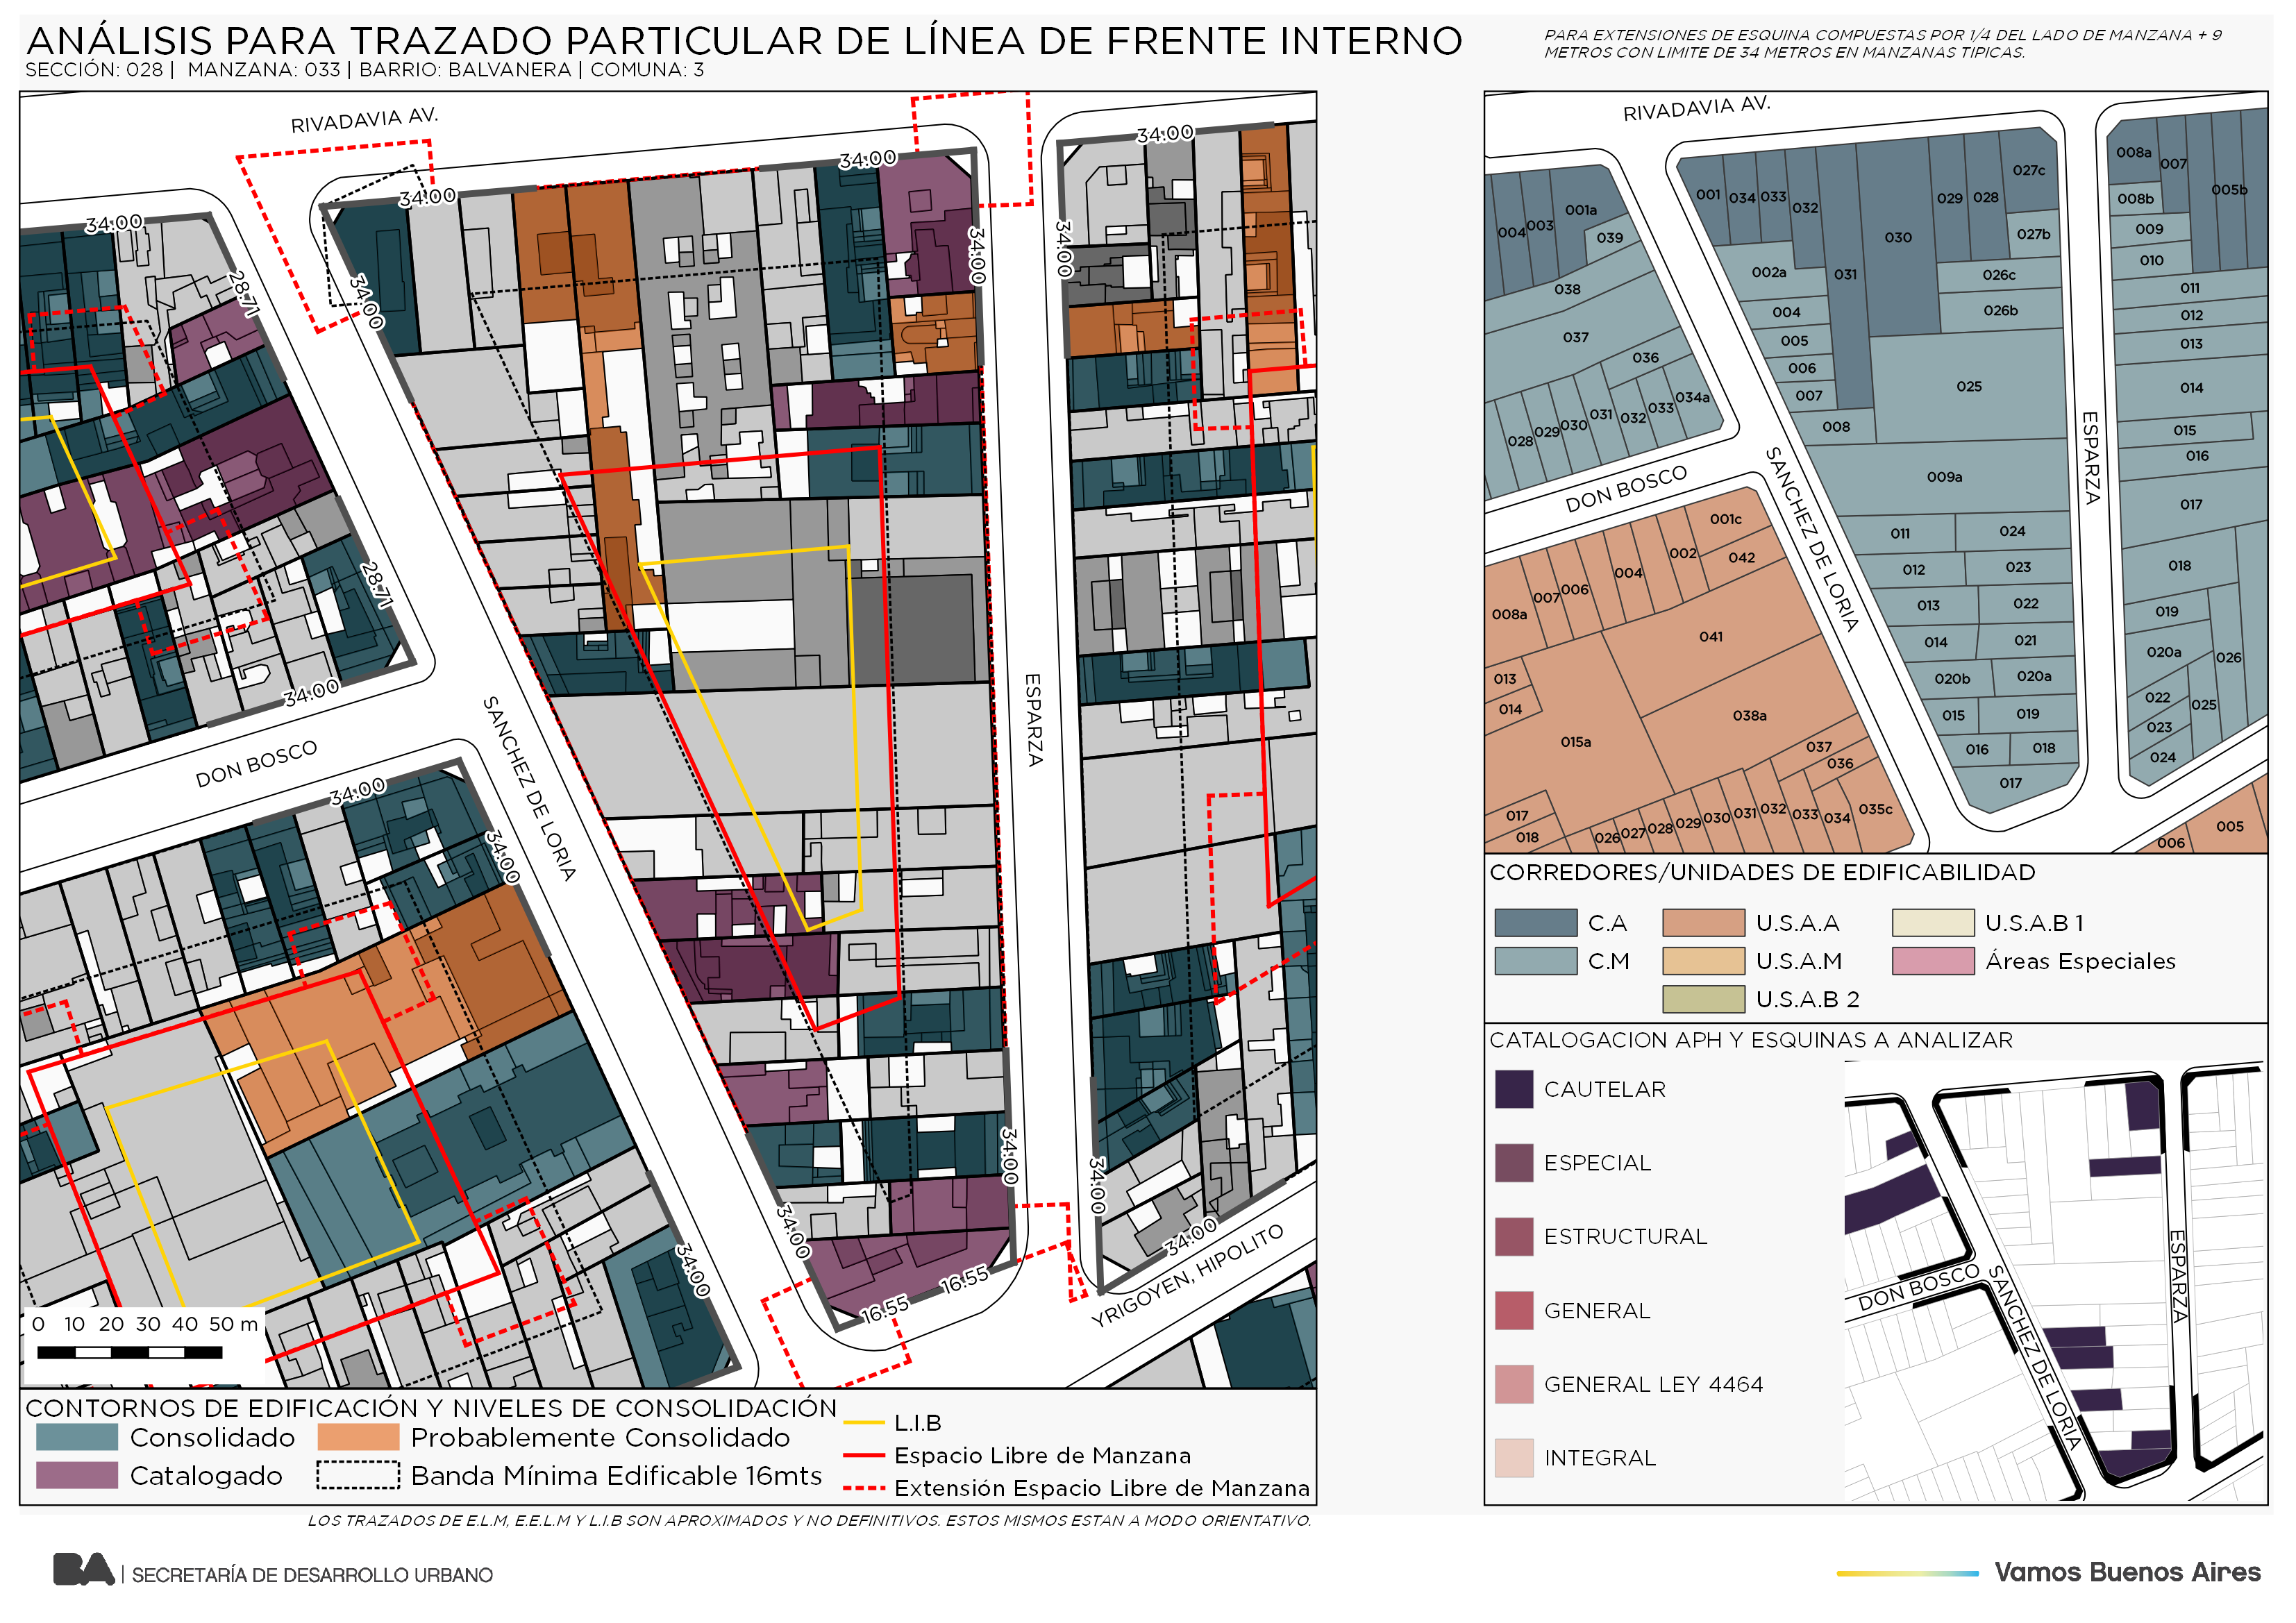 ANÁLISIS PARA TRAZADO PARTICULAR DE LÍNEA DE FRENTE INTERNO
SECCIÓN: 028 | MANZANA: 033 | BARRIO: BALVANERA | COMUNA: 3
PARA EXTENSIONES DE ESQUINA COMPUESTAS POR 1/4 DEL LADO DE MANZANA + 9
METROS CON LIMITE DE 34 METROS EN MANZANAS TIPICAS.
RIVADAVIA AV.
34.00
34.00
34.00
34.00
28.71
34.00
34.00
34.00
28.71
34.00
DON BOSCO
SANCHEZ DE LORIA
ESPARZA
34.00
34.00
34.00
34.00
34.00
34.00
34.00
16.55
16.55
YRIGOYEN, HIPOLITO
0 10 20 30 40 50 m
CONTORNOS DE EDIFICACIÓN Y NIVELES DE CONSOLIDACIÓN
Consolidado
Probablemente Consolidado
Catalogado
Banda Mínima Edificable 16mts
L.I.B
Espacio Libre de Manzana
Extensión Espacio Libre de Manzana
LOS TRAZADOS DE E.L.M, E.E.L.M Y L.I.B SON APROXIMADOS Y NO DEFINITIVOS. ESTOS MISMOS ESTAN A MODO ORIENTATIVO.
RIVADAVIA AV.
004 003 001a
039
038
037
036
034a
033
032
031
030
029
028
001 034 033 032
031
030
029 028
027c
027b
026c
026b
025
002a
004
005
006
007
008
009a
011 024
012 023
013 022
014 021
020b 020a
015 019
016 018
017
008a 007
005b
008b
009
010
011
012
013
014
015
016
017
018
019
020a
026
022
025
023
024
006 005
DON BOSCO
SANCHEZ DE LORIA
ESPARZA
001c
002
042
004
006
007
008a
041
013
014
015a
038a
037
036
017
018
026 027 028 029 030 031 032 033 034 035c
CORREDORES/UNIDADES DE EDIFICABILIDAD
C.A
U.S.A.A
U.S.A.B 1
C.M
U.S.A.M
Áreas Especiales
U.S.A.B 2
CATALOGACION APH Y ESQUINAS A ANALIZAR
CAUTELAR
ESPECIAL
ESTRUCTURAL
GENERAL
GENERAL LEY 4464
INTEGRAL
DON BOSCO
SANCHEZ DE LORIA
ESPARZA
BA | SECRETARÍA DE DESARROLLO URBANO
Vamos Buenos Aires